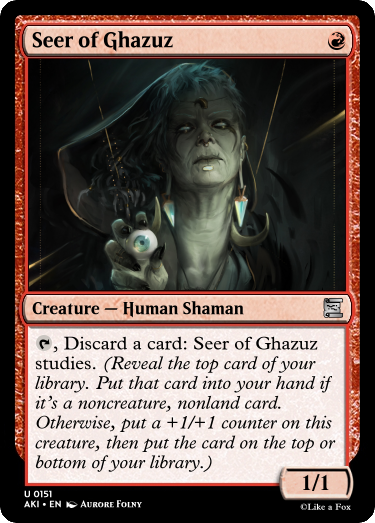 Seer of Ghazuz
, Discard a card: Seer of Ghazuz
studies. (Reveal the top card of your
library. Put that card into your hand if
it's a noncreature, nonland card.
Otherwise, put a +1/+1 counter on this
creature, then put the card on the top or
bottom of your library.)
Creature — Human Shaman
1/1
U 0151
AKI • EN Aurore Folny
©Like a Fox